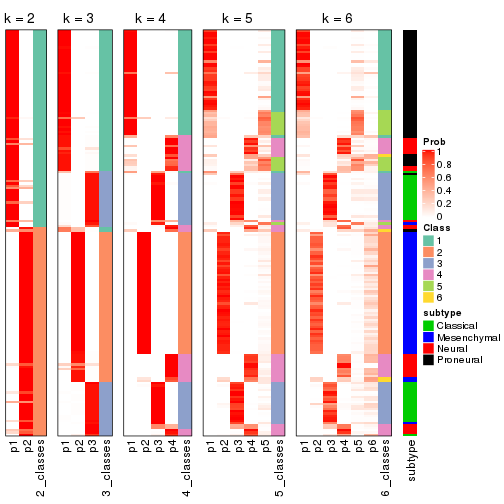 k = 2 k = 3 k = 4 k = 5 k = 6
Prob
1
0.8
0.6
0.4
0.2
0
Class
1
2
3
4
5
6
subtype
Classical
Mesenchymal
Neural
Proneural
p1 p2 2_classes p1 p2 p3 3_classes p1 p2 p3 p4 4_classes p1 p2 p3 p4 p5 5_classes p1 p2 p3 p4 p5 p6 6_classes subtype